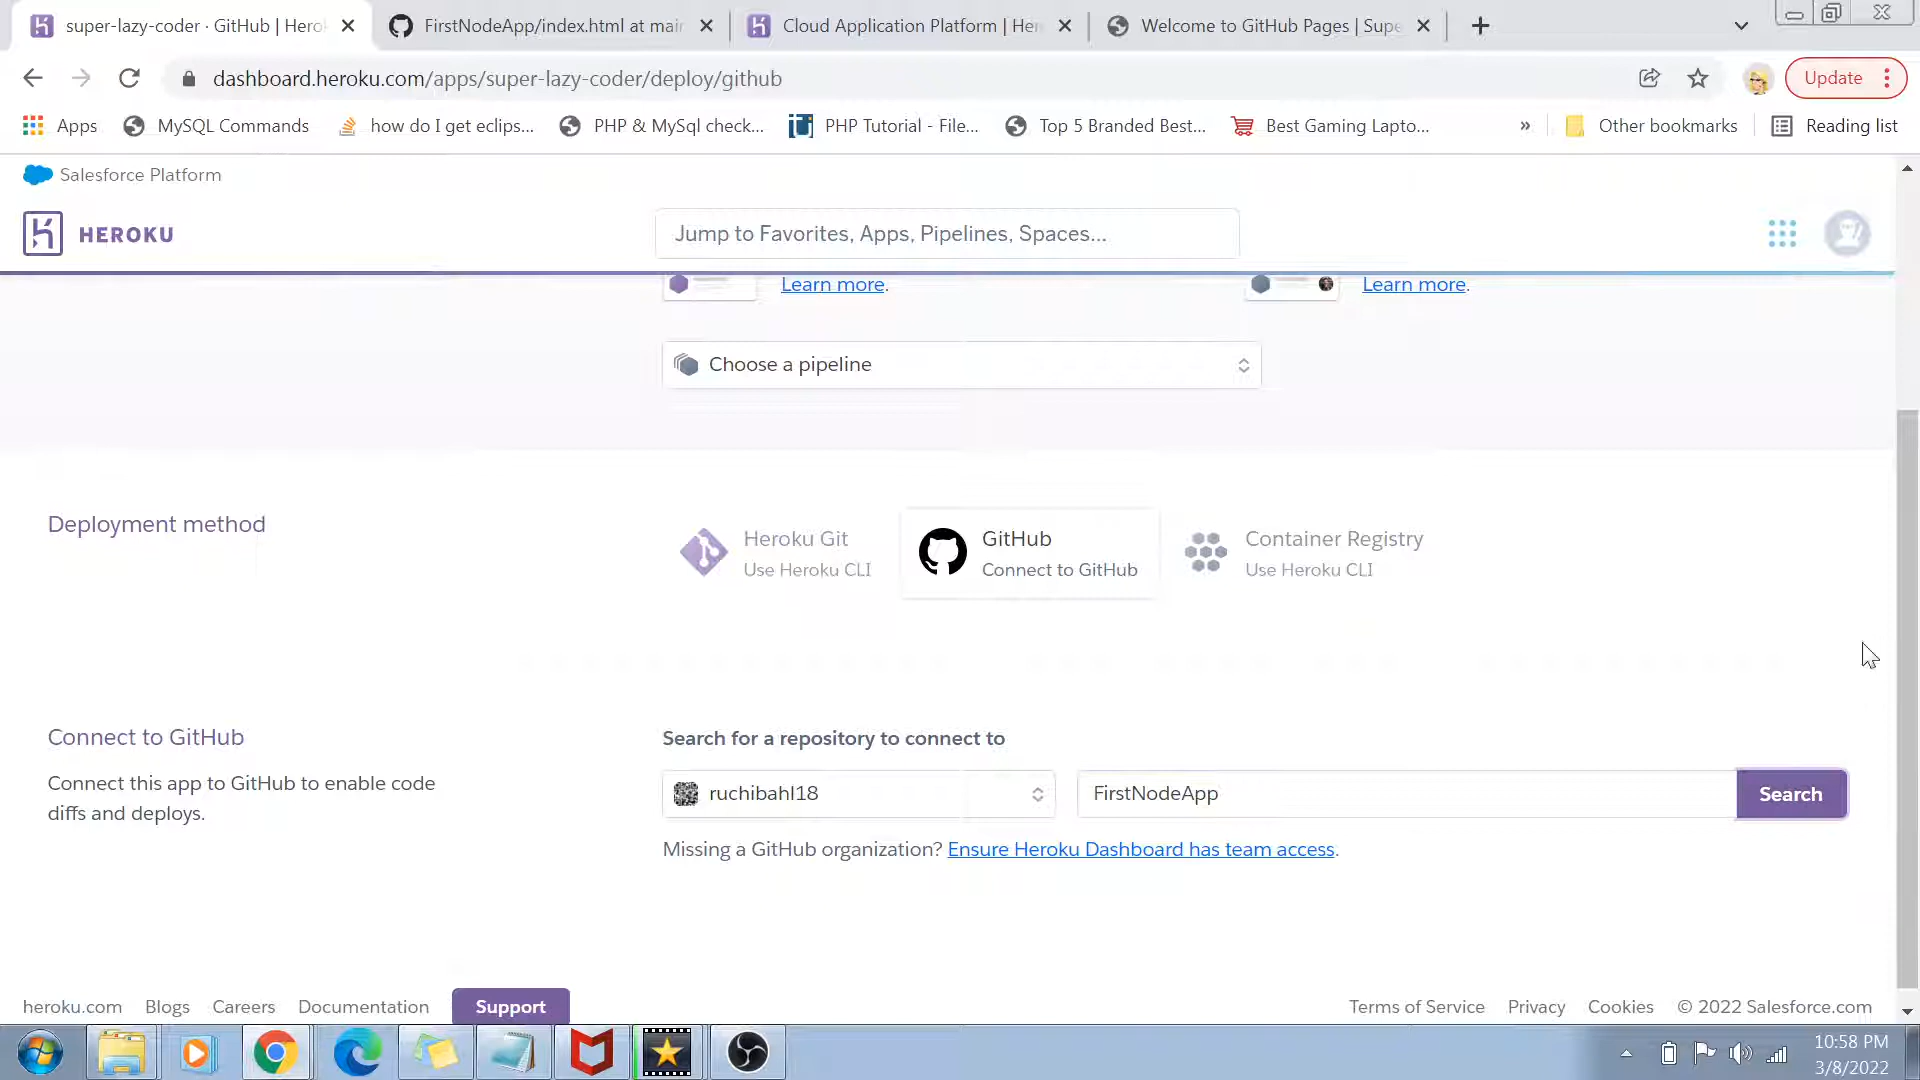 super-lazy-coder · GitHub | Hero
FirstNodeApp/index.html at main
Cloud Application Platform | Her
Welcome to GitHub Pages | Supe
dashboard.heroku.com/apps/super-lazy-coder/deploy/github
Update
Apps
MySQL Commands
how do I get eclips...
PHP & MySql check...
PHP Tutorial - File...
Top 5 Branded Best...
Best Gaming Lapto...
»
Other bookmarks
Reading list
Salesforce Platform
HEROKU
Jump to Favorites, Apps, Pipelines, Spaces...
Learn more.
Learn more.
Choose a pipeline
Deployment method
Heroku Git
Use Heroku CLI
GitHub
Connect to GitHub
Container Registry
Use Heroku CLI
Connect to GitHub
Connect this app to GitHub to enable code
diffs and deploys.
Search for a repository to connect to
ruchibahl18
FirstNodeApp
Search
Missing a GitHub organization? Ensure Heroku Dashboard has team access.
heroku.com
Blogs
Careers
Documentation
Support
Terms of Service
Privacy
Cookies
© 2022 Salesforce.com
10:58 PM
3/8/2022